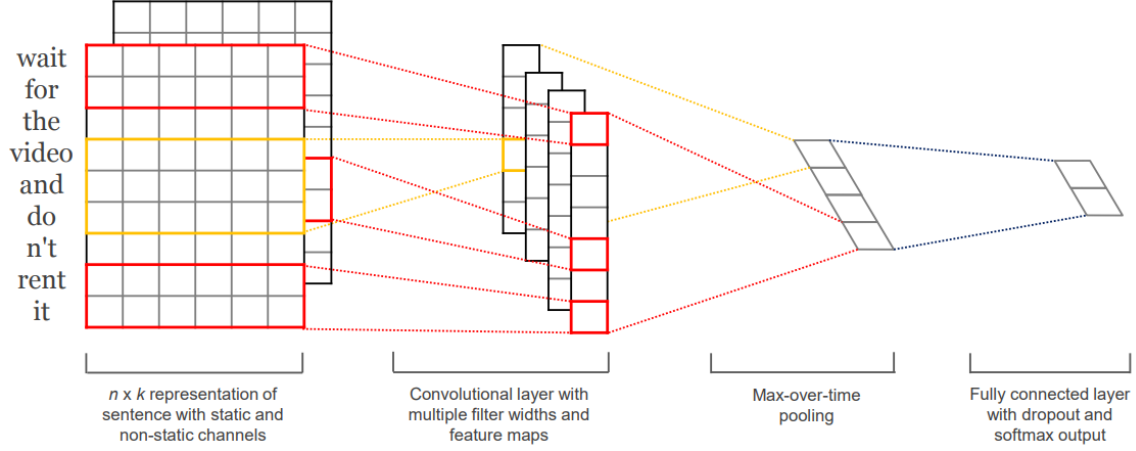 wait
for
the
video
and
do
n't
rent
it
n x k representation of
sentence with static and
non-static channels
Convolutional layer with
multiple filter widths and
feature maps
Max-over-time
pooling
Fully connected layer
with dropout and
softmax output